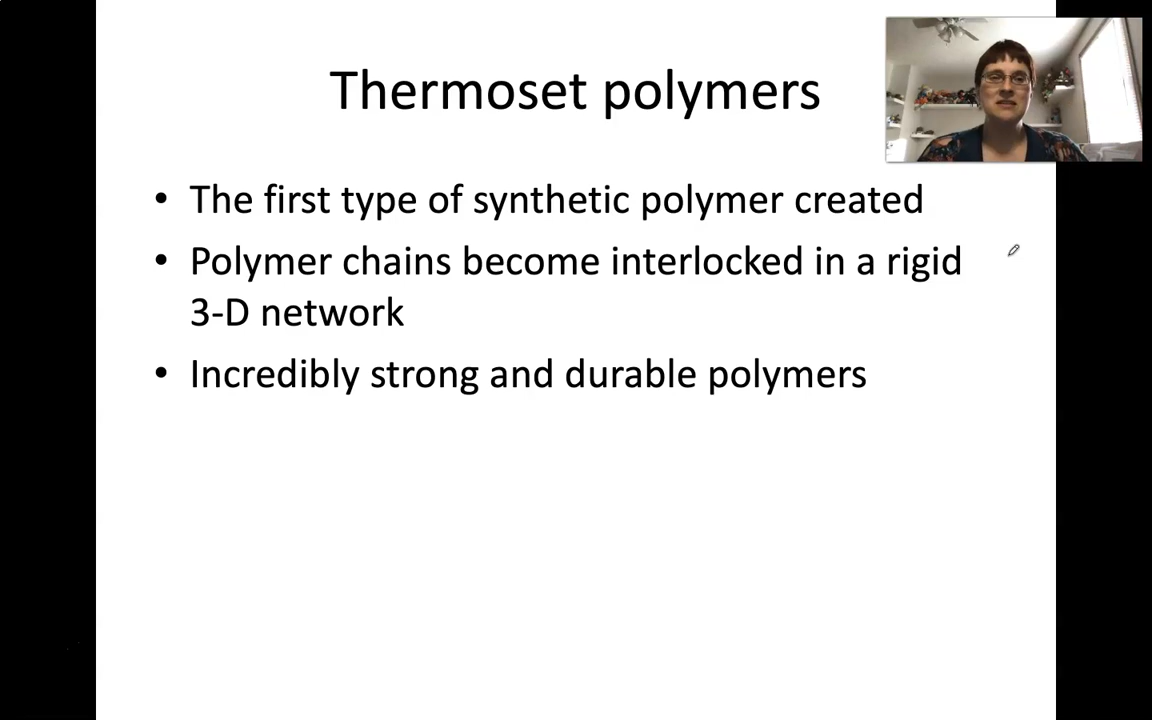 Thermoset polymers
• The first type of synthetic polymer created
• Polymer chains become interlocked in a rigid
3-D network
• Incredibly strong and durable polymers